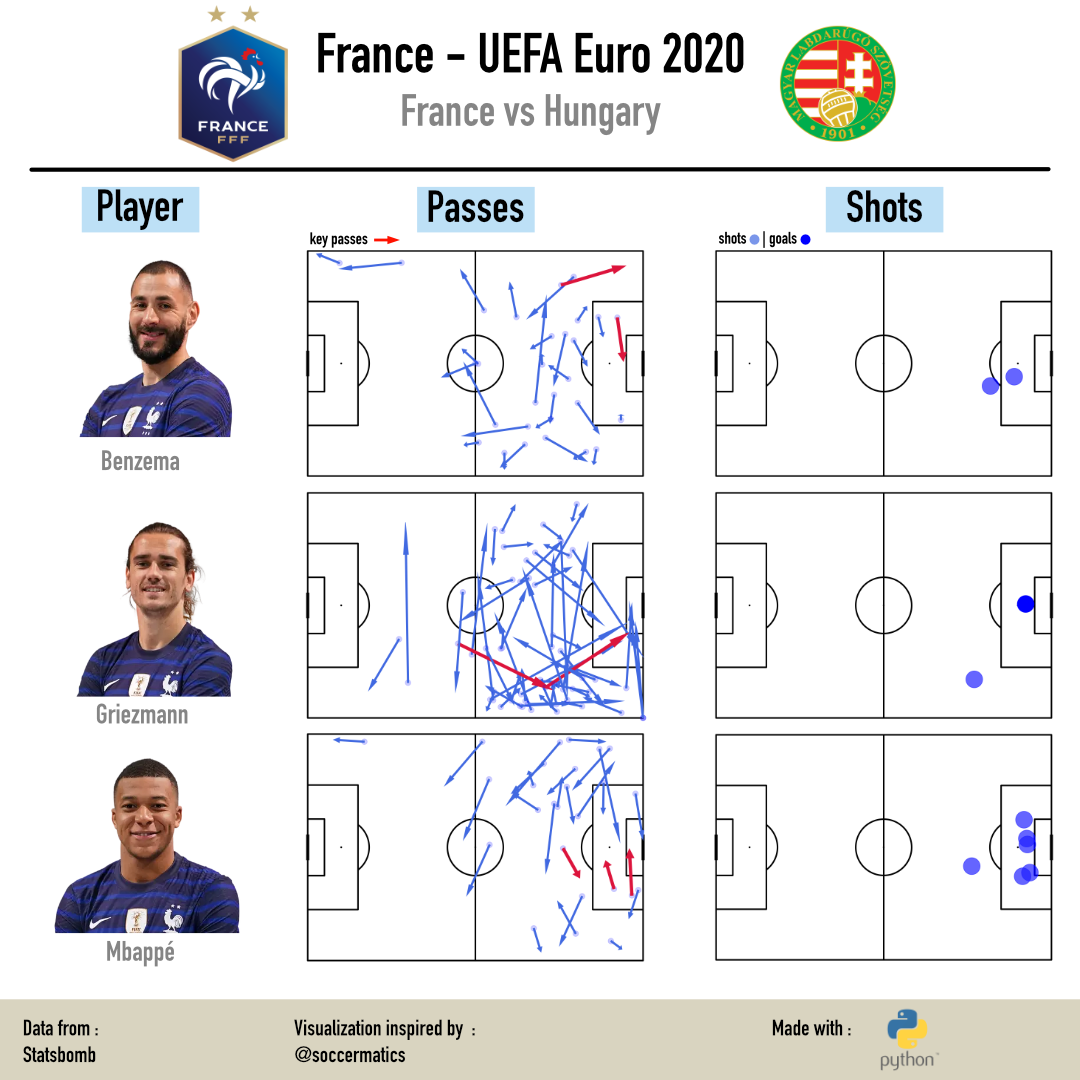 France - UEFA Euro 2020
France vs Hungary
FRANCE
FFF
MAGYAR LABDARÚGÓ SZÖVETSÉG
• 1901 •
Player
Passes
Shots
key passes
shots | goals
Benzema
Griezmann
Mbappé
Data from :
Statsbomb
Visualization inspired by :
@soccermatics
Made with :
python